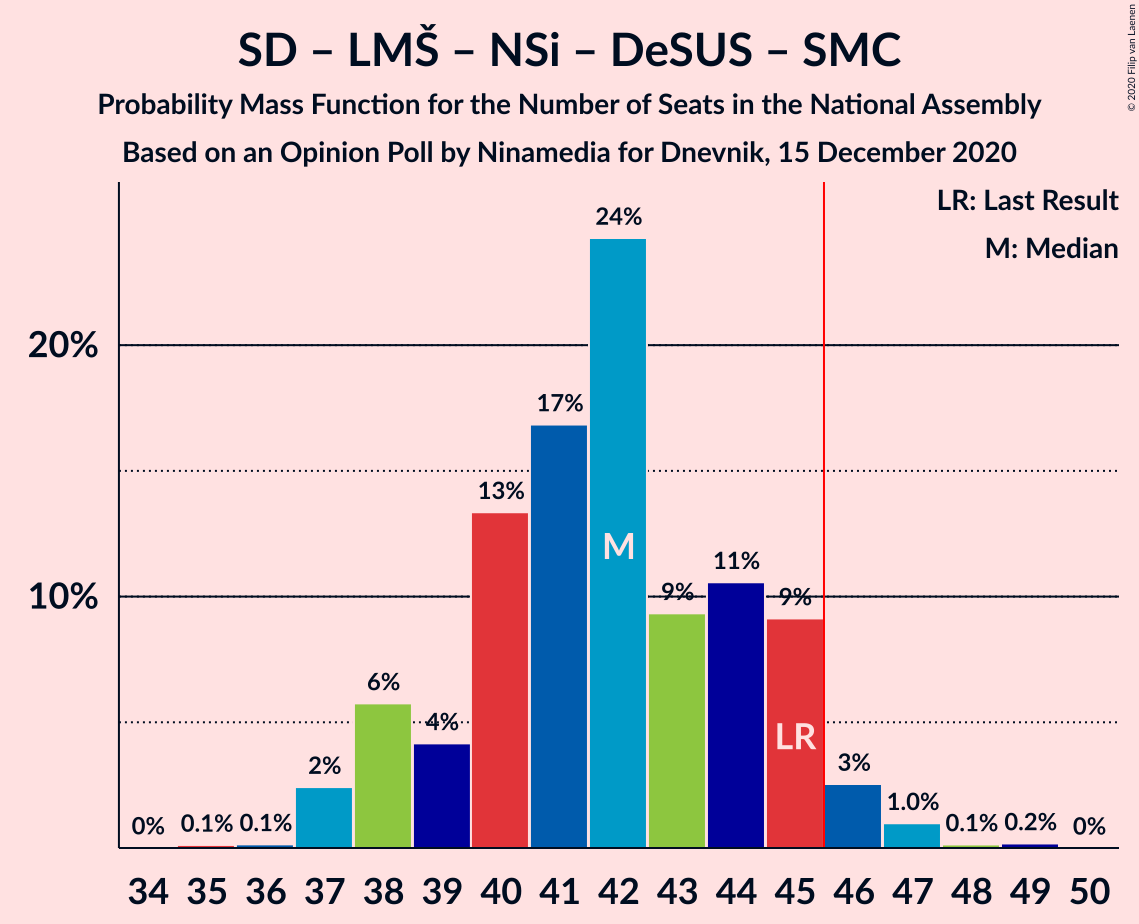 SD – LMŠ – NSi – DeSUS – SMC
Probability Mass Function for the Number of Seats in the National Assembly
Based on an Opinion Poll by Ninamedia for Dnevnik, 15 December 2020
© 2020 Filip van Laenen
LR: Last Result
M: Median
20%
10%
0% 0.1% 0.1% 2% 6% 4% 13% 17% 24% 9% 11% 9% 3% 1.0% 0.1% 0.2% 0%
M
LR
34 35 36 37 38 39 40 41 42 43 44 45 46 47 48 49 50